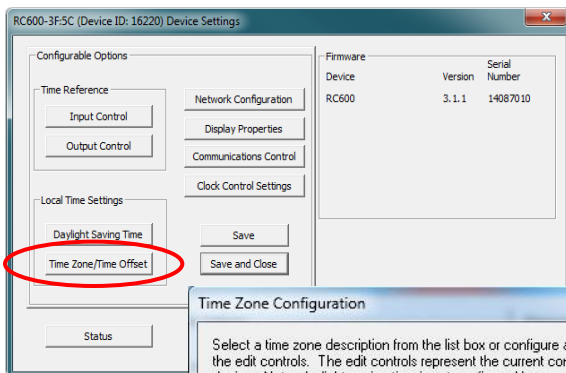 RC600-3F:5C (Device ID: 16220) Device Settings
Configurable Options
Time Reference
Input Control
Output Control
Network Configuration
Display Properties
Communications Control
Clock Control Settings
Local Time Settings
Daylight Saving Time
Time Zone/Time Offset
Save
Save and Close
Status
Firmware
Device Version Serial Number
RC600 3.1.1 14087010
Time Zone Configuration
Select a time zone description from the list box or configure
the edit controls. The edit controls represent the current